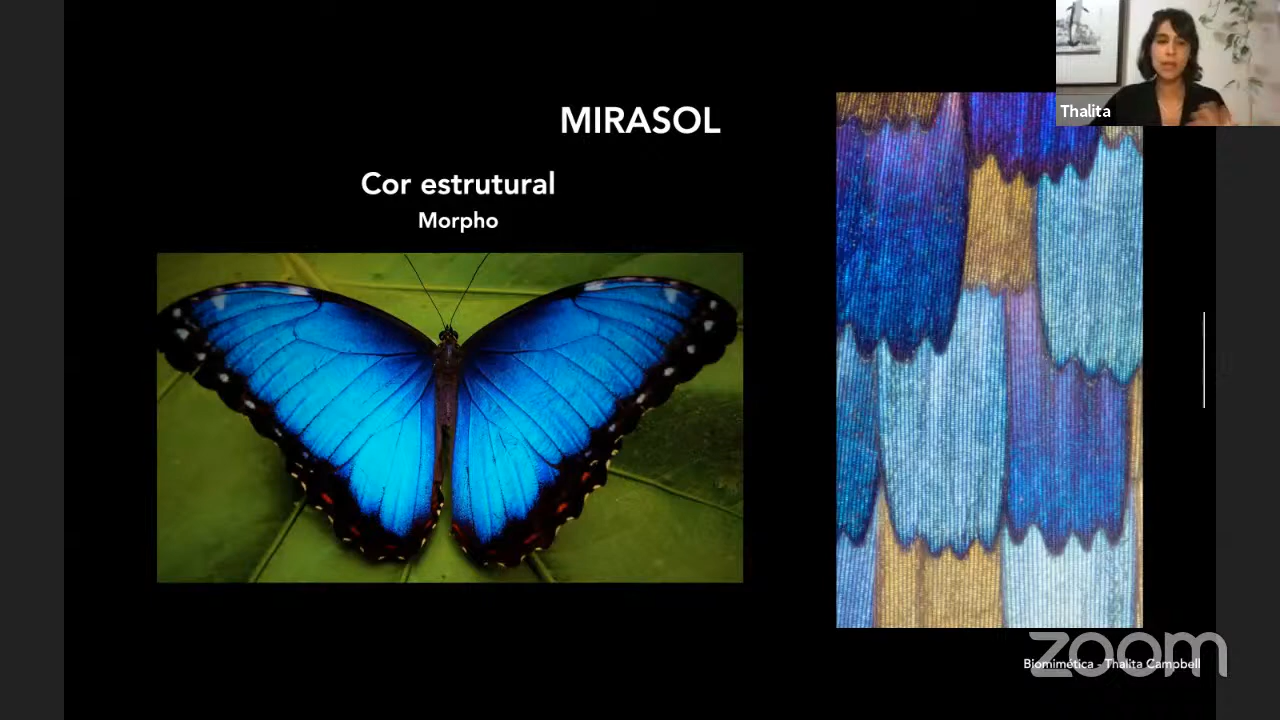 MIRASOL
Cor estrutural
Morpho
Thalita
Biomimética - Thalita Campbell
zoom